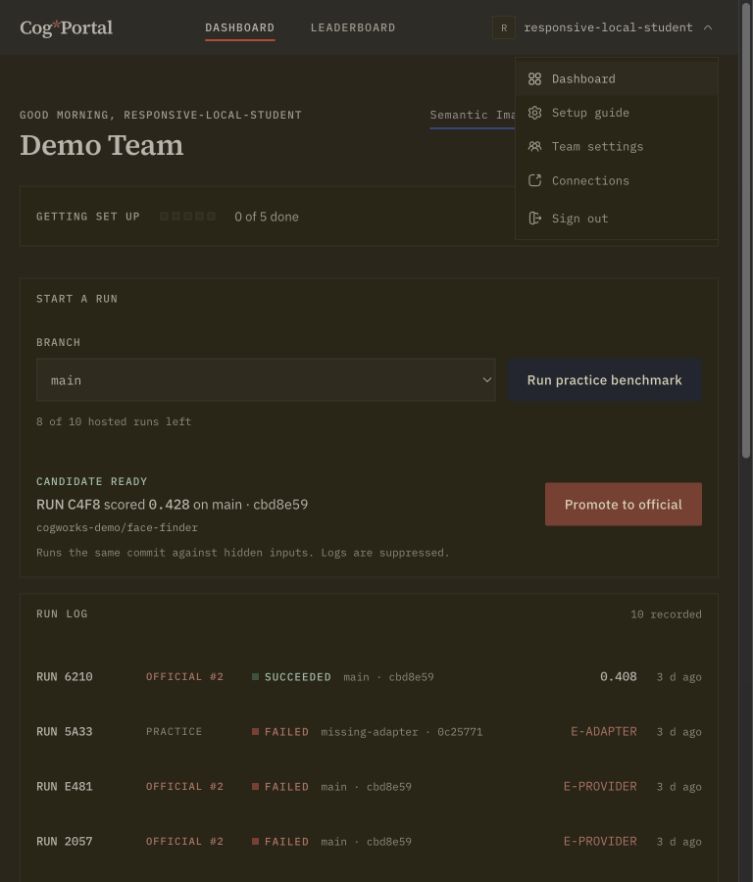 Cog*Portal DASHBOARD LEADERBOARD R responsive-local-student
Dashboard
Setup guide
Team settings
Connections
Sign out
GOOD MORNING, RESPONSIVE-LOCAL-STUDENT
Semantic Ima
Demo Team
GETTING SET UP 0 of 5 done
START A RUN
BRANCH
main Run practice benchmark
8 of 10 hosted runs left
CANDIDATE READY
RUN C4F8 scored 0.428 on main · cbd8e59 Promote to official
cogworks-demo/face-finder
Runs the same commit against hidden inputs. Logs are suppressed.
RUN LOG 10 recorded
RUN 6210 OFFICIAL #2 SUCCEEDED main · cbd8e59 0.408 3 d ago
RUN 5A33 PRACTICE FAILED missing-adapter · 0c25771 E-ADAPTER 3 d ago
RUN E481 OFFICIAL #2 FAILED main · cbd8e59 E-PROVIDER 3 d ago
RUN 2057 OFFICIAL #2 FAILED main · cbd8e59 E-PROVIDER 3 d ago